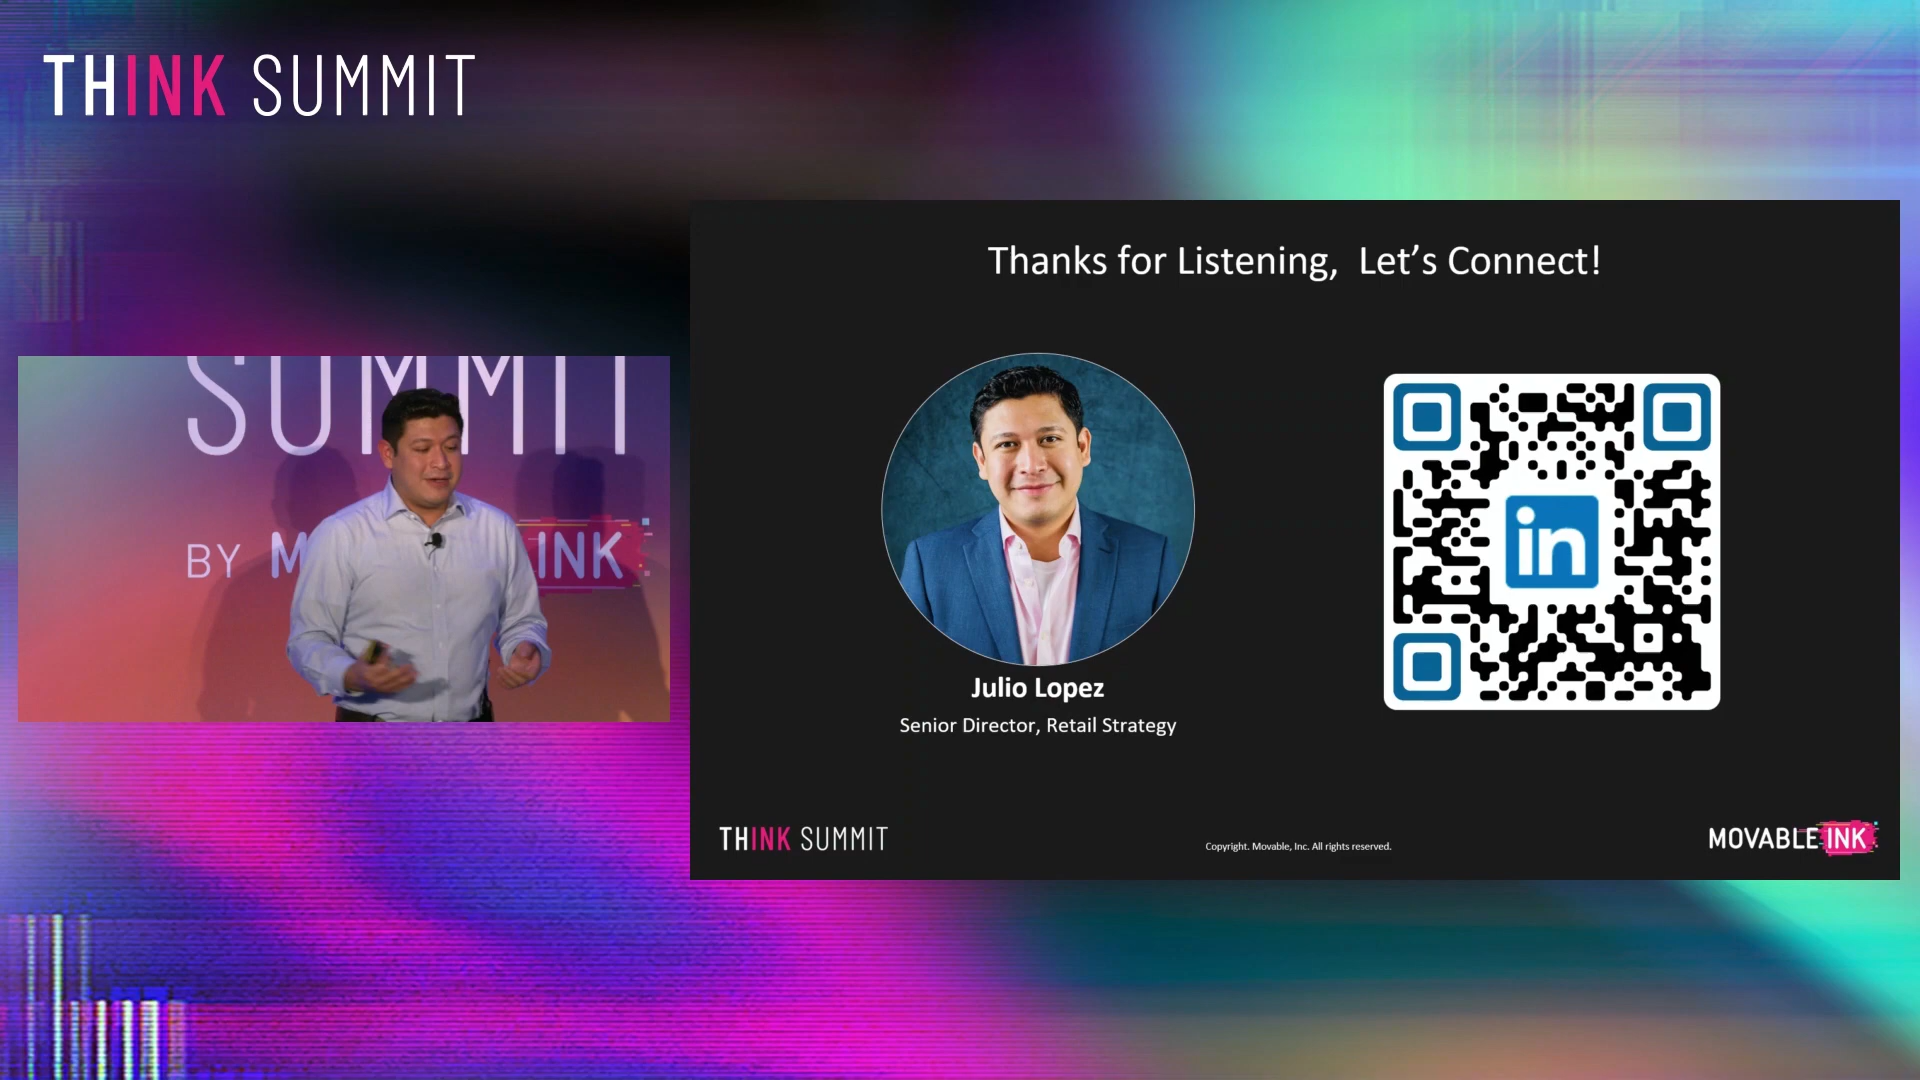 THINK SUMMIT
SUMMIT
BY M INK
Thanks for Listening, Let's Connect!
in
Julio Lopez
Senior Director, Retail Strategy
THINK SUMMIT
Copyright. Movable, Inc. All rights reserved.
MOVABLE INK